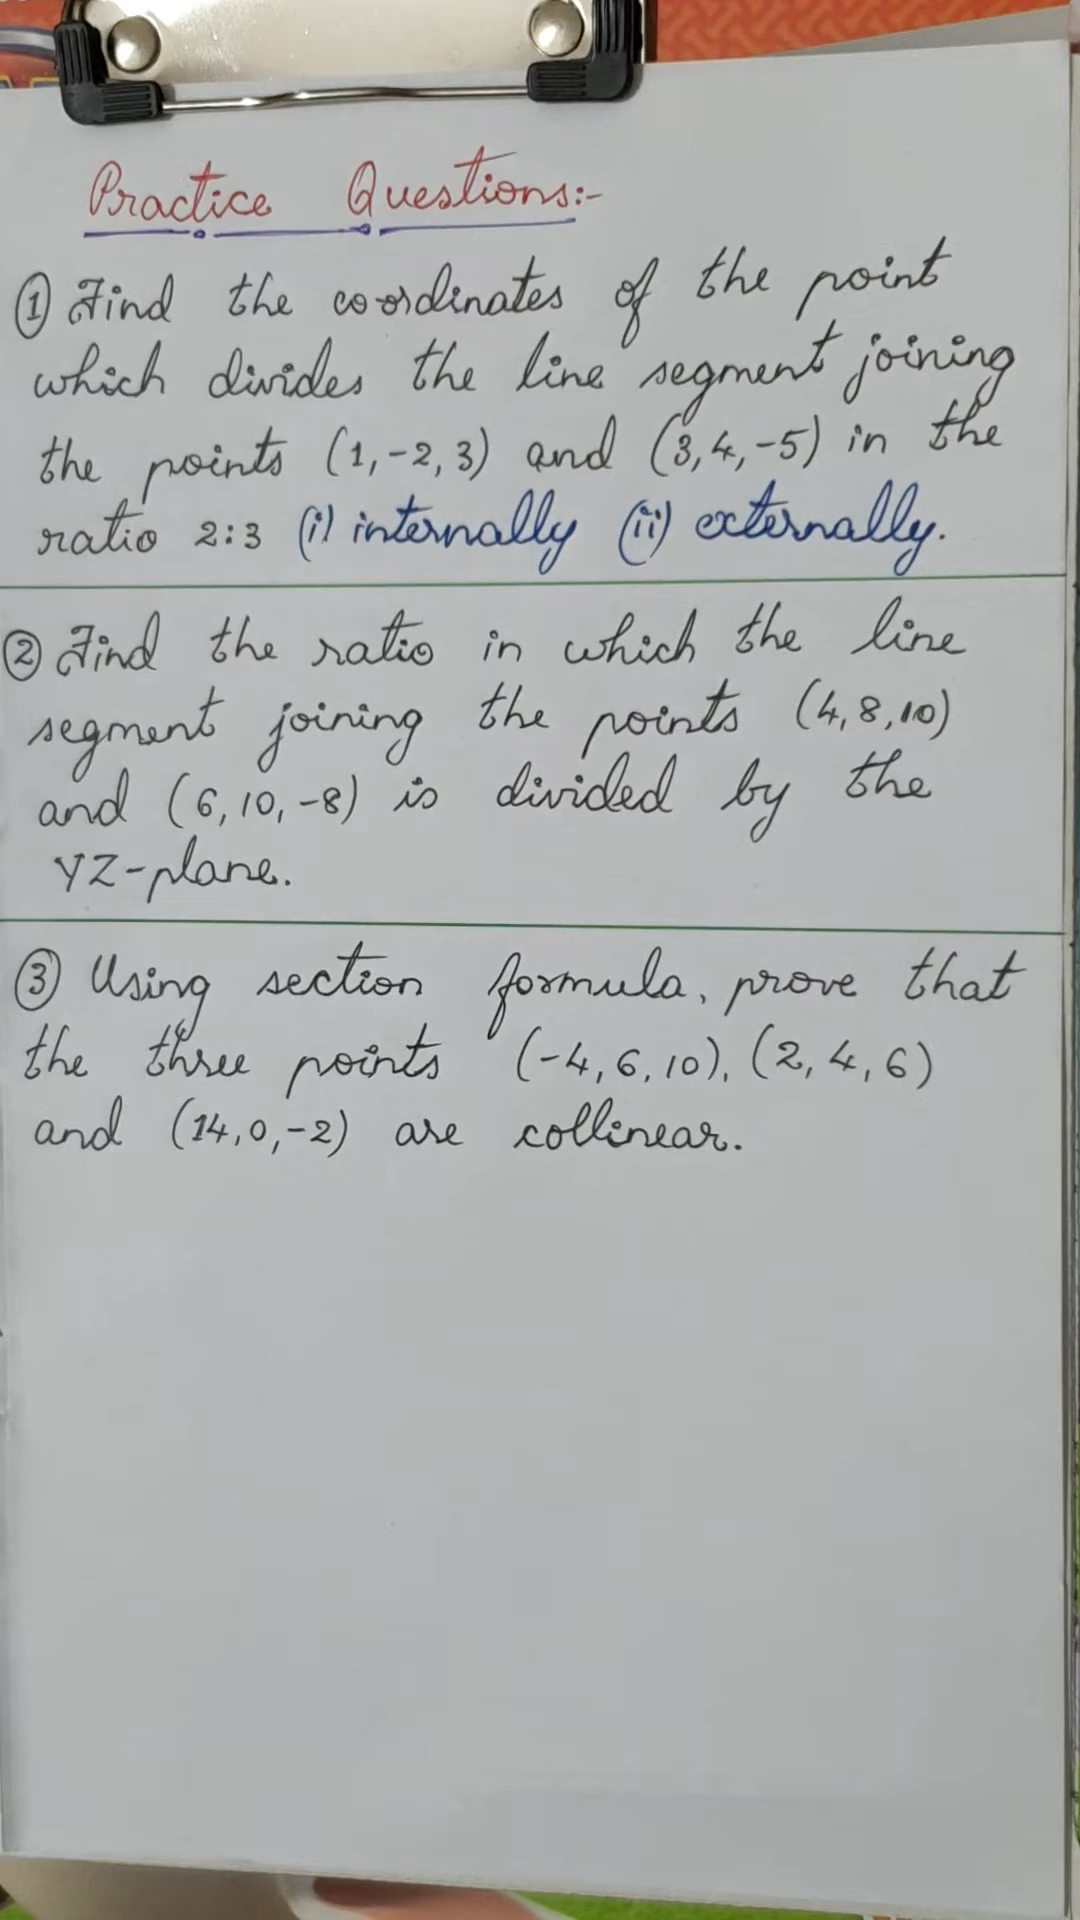 Practice Questions:-
① Find the coordinates of the point
which divides the line segment joining
the points (1,-2,3) and (3,4,-5) in the
ratio 2:3 (i) internally (ii) externally.
② Find the ratio in which the line
segment joining the points (4,8,10)
and (6,10,-8) is divided by the
YZ-plane.
③ Using section formula, prove that
the three points (-4,6,10), (2,4,6)
and (14,0,-2) are collinear.